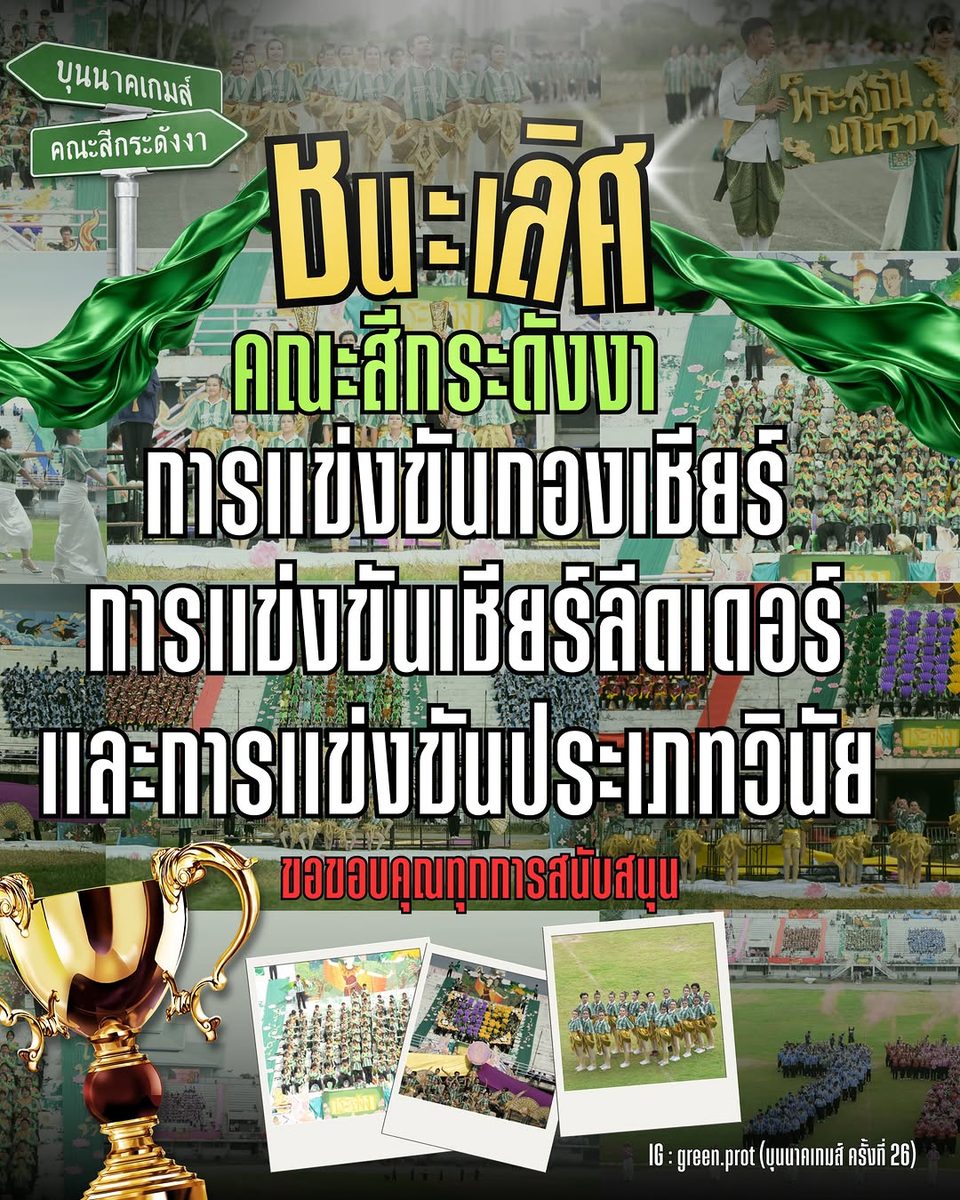 บุนนาคเกมส์
คณะสีกระดังงา
พระสุธน
มโนราห์
ชนะเลิศ
คณะสีกระดังงา
การแข่งขันกองเชียร์
การแข่งขันเชียร์ลีดเดอร์
และการแข่งขันประเภทวินัย
ขอขอบคุณทุกการสนับสนุน
IG : green.prot (บุนนาคเกมส์ ครั้งที่ 26)